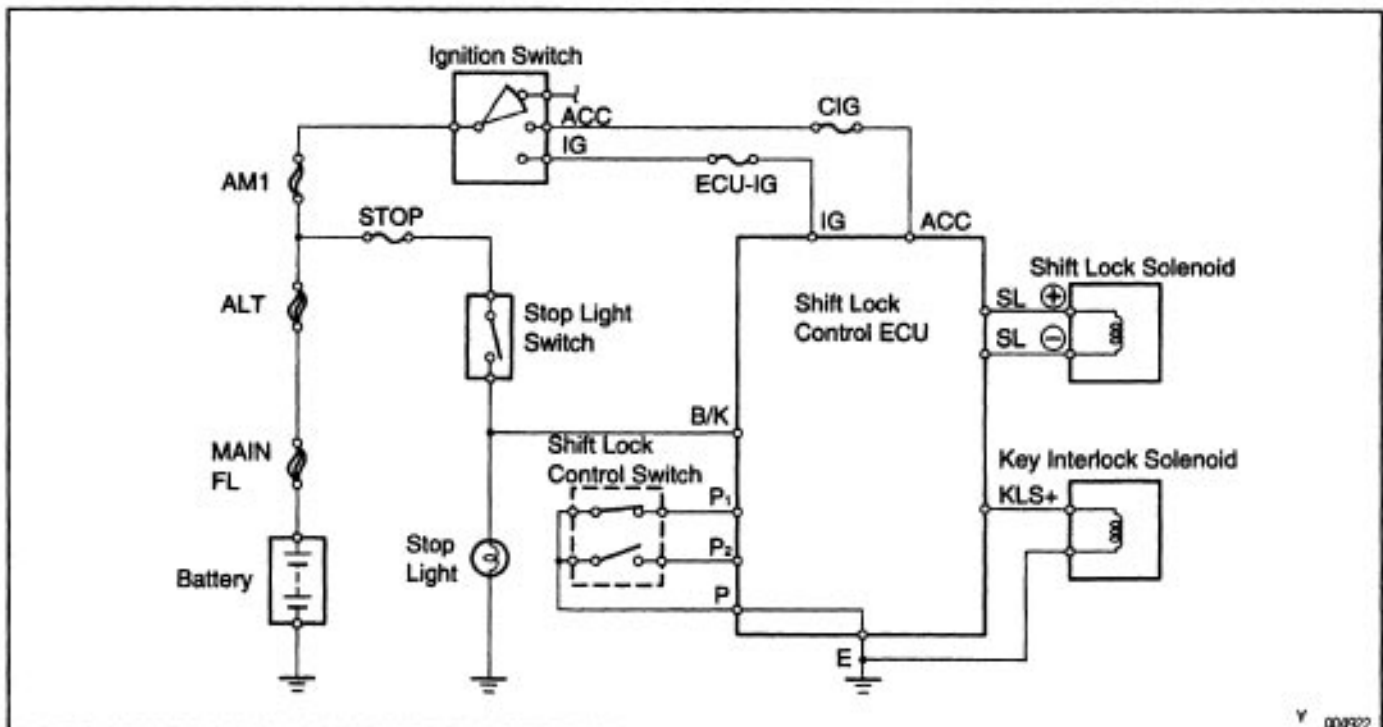 Ignition Switch
ACC
CIG
IG
AM1
ECU-IG
STOP
IG
ACC
Shift Lock Solenoid
ALT
Stop Light
Switch
Shift Lock
Control ECU
SL +
SL −
B/K
MAIN
FL
Shift Lock
Control Switch
Key Interlock Solenoid
P1
KLS+
Stop
Light
P2
Battery
P
E
Y 004922